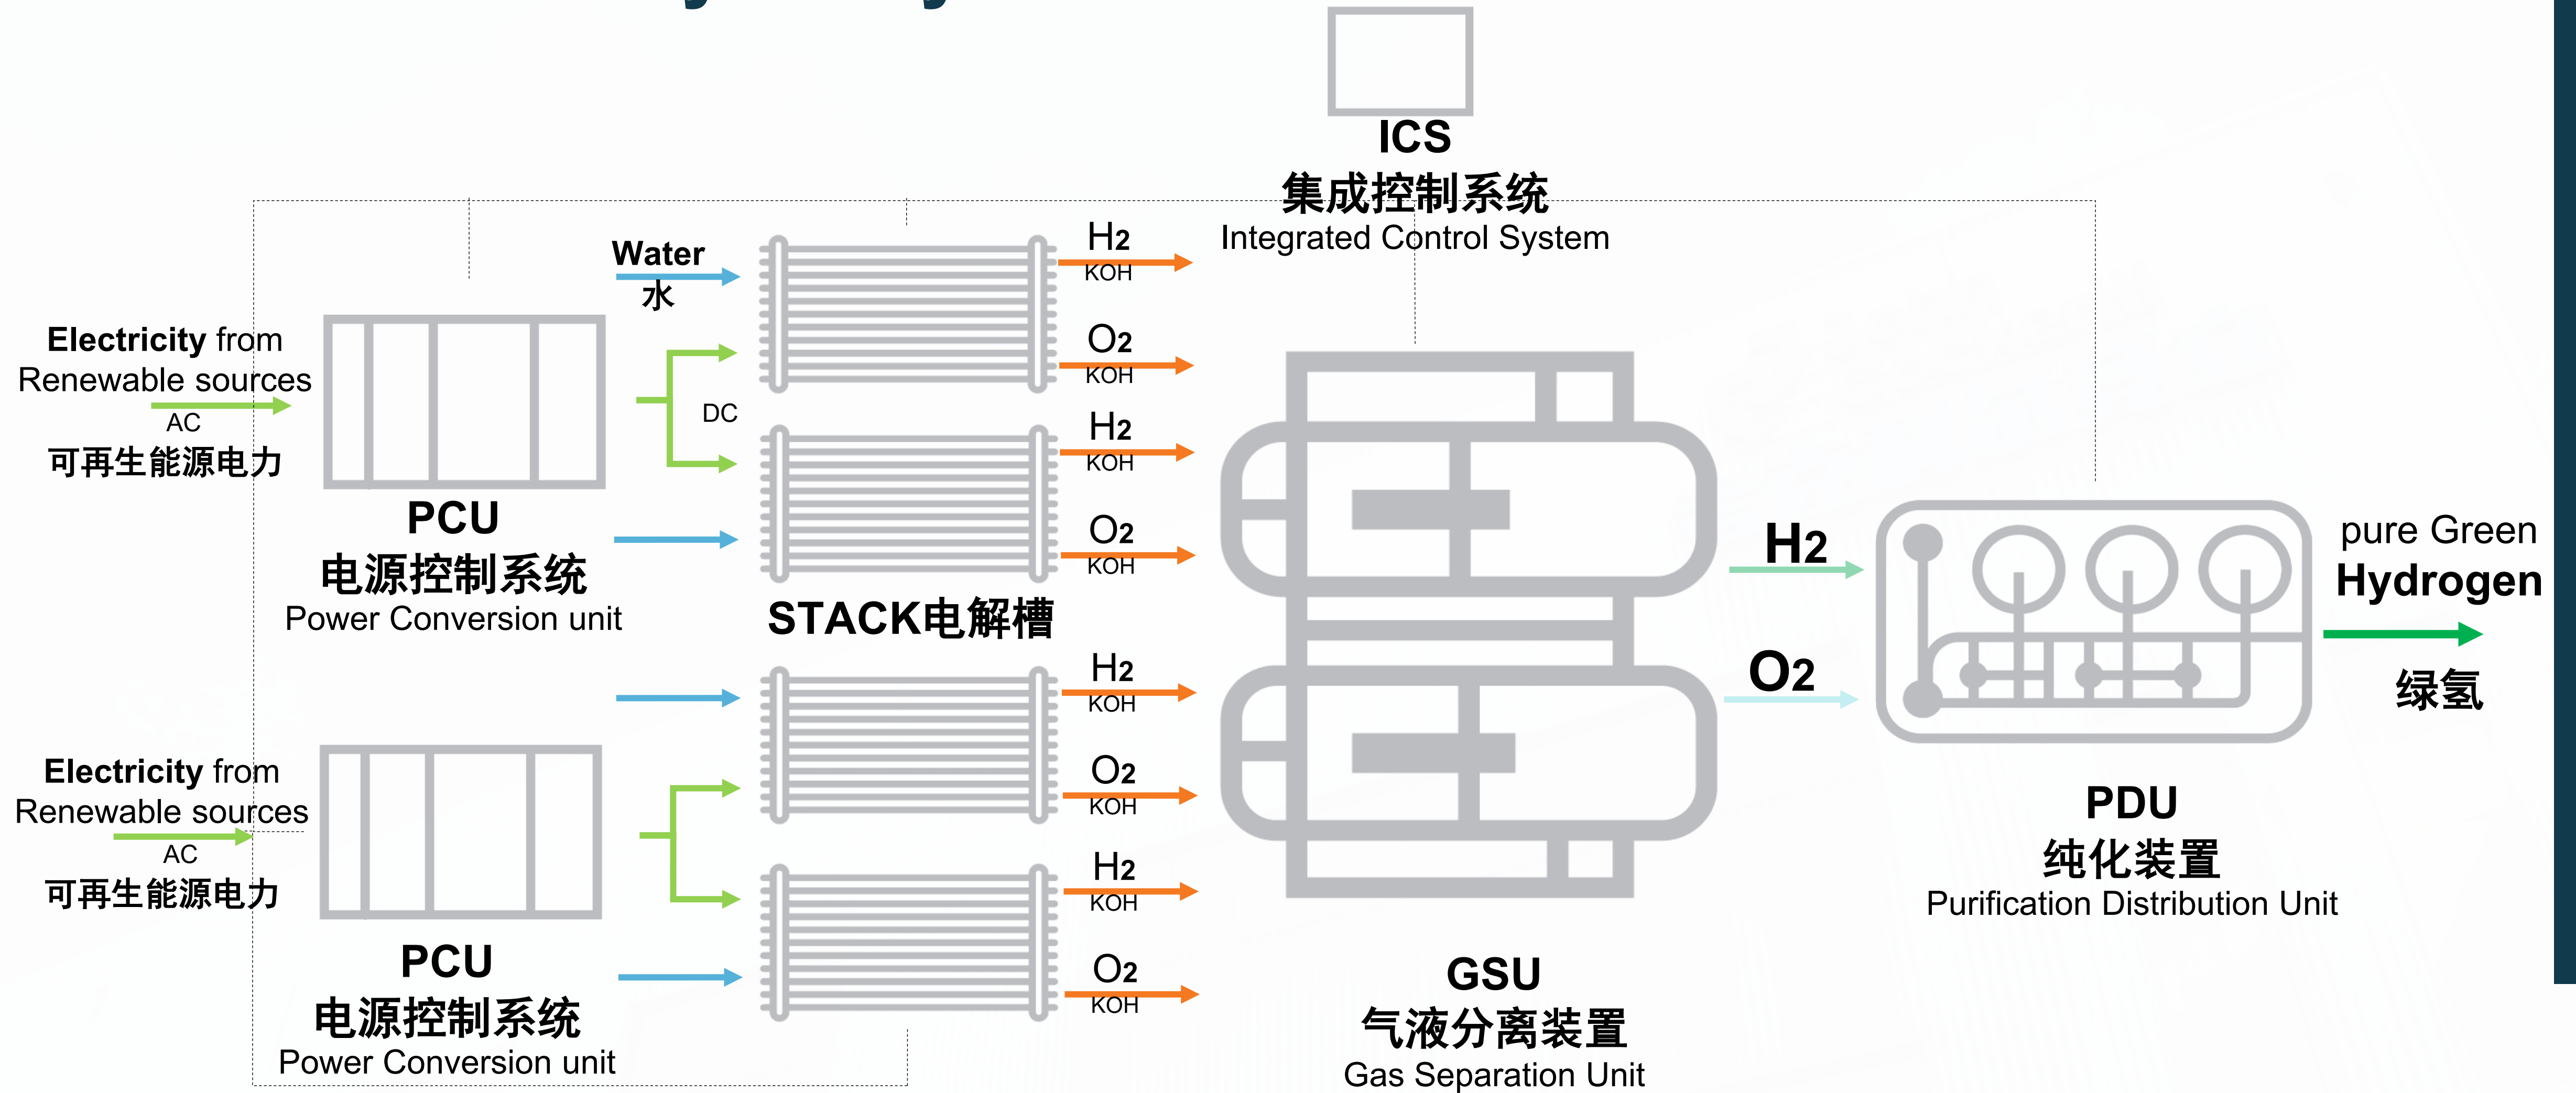 ICS
集成控制系统
Integrated Control System
Water
水
H2
KOH
O2
KOH
Electricity from
Renewable sources
AC
可再生能源电力
DC
H2
KOH
O2
KOH
PCU
电源控制系统
Power Conversion unit
STACK电解槽
H2
O2
pure Green
Hydrogen
绿氢
H2
KOH
O2
KOH
Electricity from
Renewable sources
AC
可再生能源电力
H2
KOH
O2
KOH
PCU
电源控制系统
Power Conversion unit
GSU
气液分离装置
Gas Separation Unit
PDU
纯化装置
Purification Distribution Unit